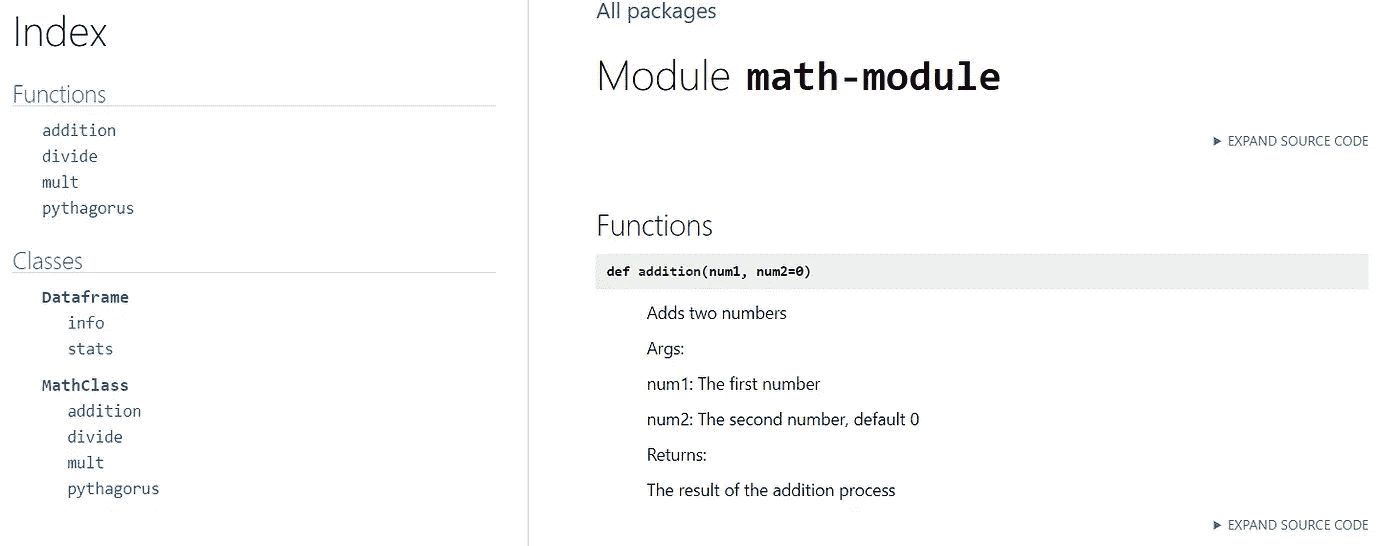 Index
Functions
addition
divide
mult
pythagorus
Classes
Dataframe
info
stats
MathClass
addition
divide
mult
pythagorus
All packages
Module math-module
▶ EXPAND SOURCE CODE
Functions
def addition(num1, num2=0)
Adds two numbers
Args:
num1: The first number
num2: The second number, default 0
Returns:
The result of the addition process
▶ EXPAND SOURCE CODE